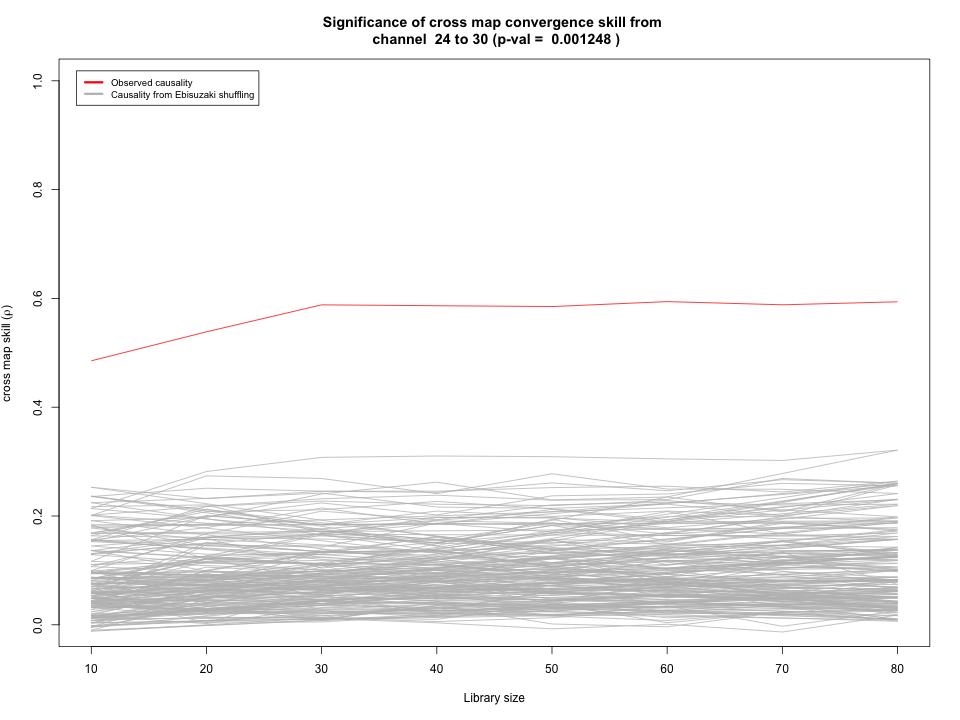 Significance of cross map convergence skill from
channel  24 to 30 (p-val =  0.001248 )
Observed causality
Causality from Ebisuzaki shuffling
1.0
0.8
0.6
0.4
0.2
0.0
cross map skill (ρ)
10 20 30 40 50 60 70 80
Library size